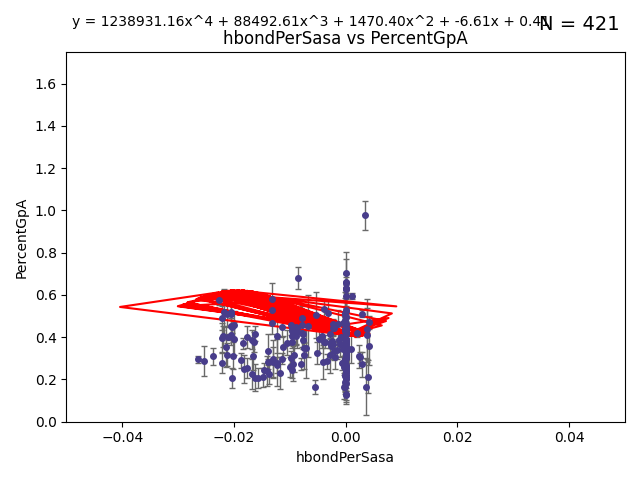 y = 1238931.16x^4 + 88492.61x^3 + 1470.40x^2 + -6.61x + 0.41
N = 421
hbondPerSasa vs PercentGpA
PercentGpA
1.6
1.4
1.2
1.0
0.8
0.6
0.4
0.2
0.0
−0.04
−0.02
0.00
0.02
0.04
hbondPerSasa